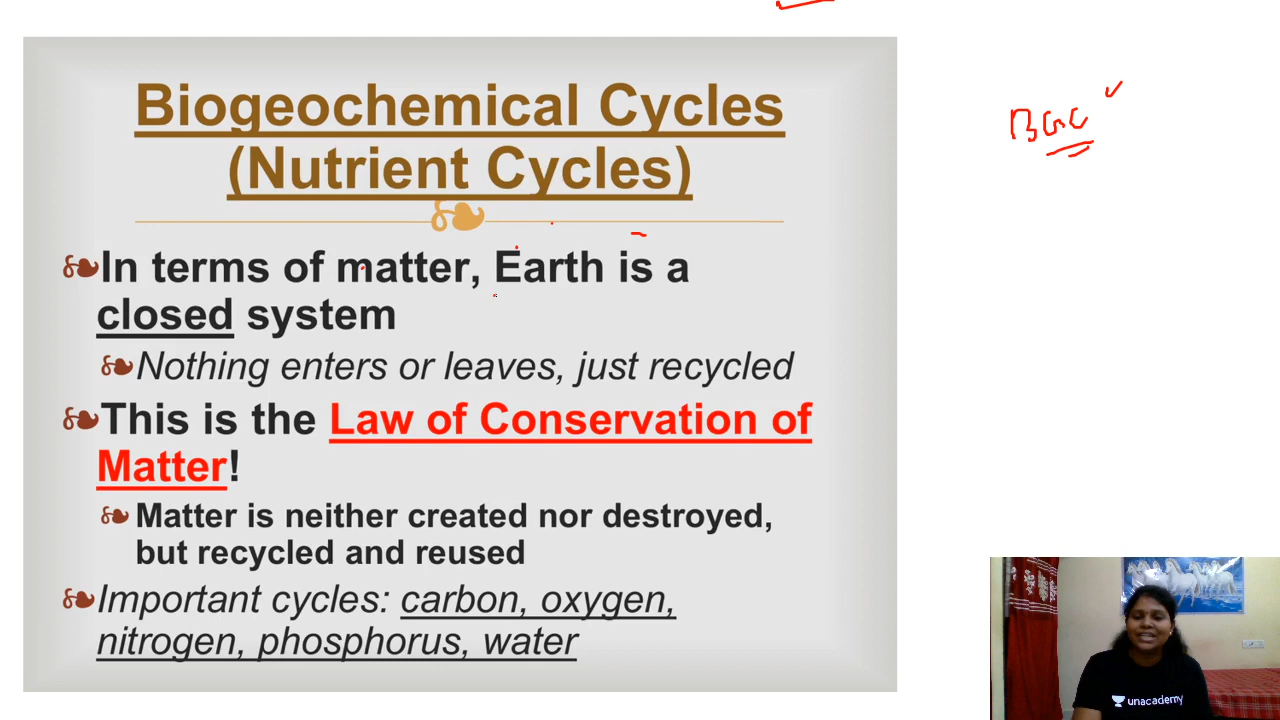 Biogeochemical Cycles
(Nutrient Cycles)
BGC
In terms of matter, Earth is a
closed system
Nothing enters or leaves, just recycled
This is the Law of Conservation of
Matter!
Matter is neither created nor destroyed,
but recycled and reused
Important cycles: carbon, oxygen,
nitrogen, phosphorus, water
unacademy